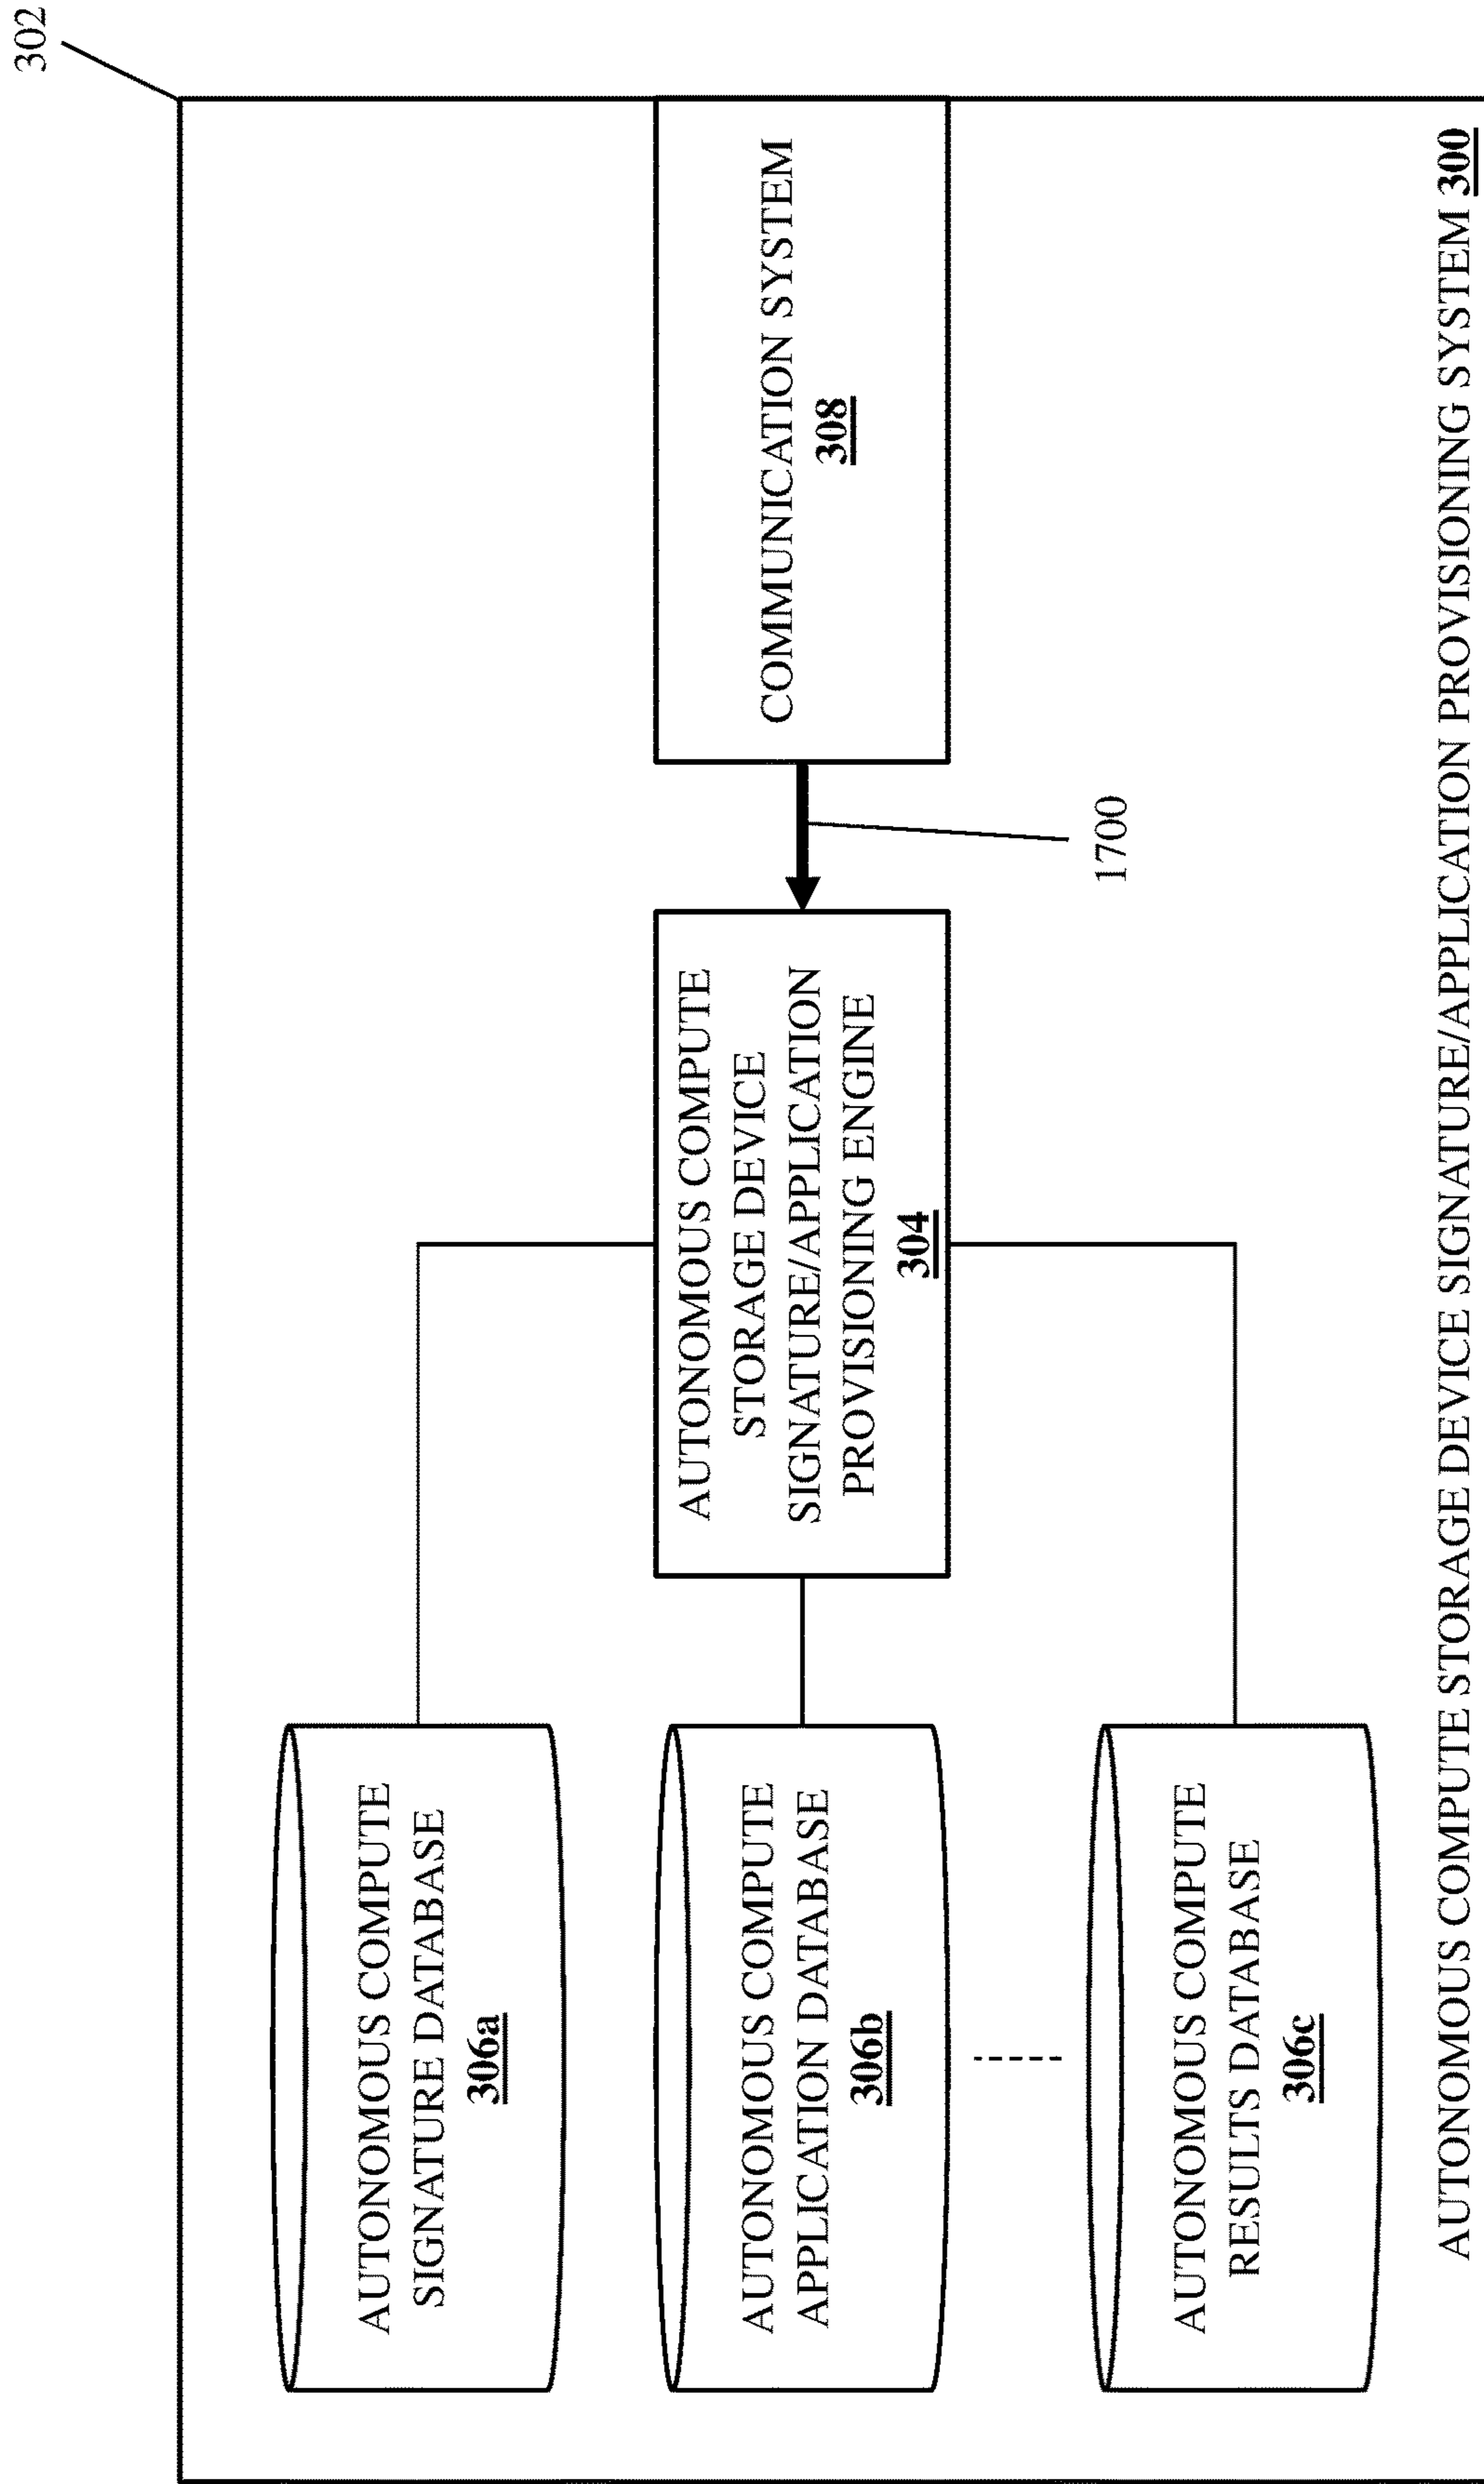 302
AUTONOMOUS COMPUTE
SIGNATURE DATABASE
306a
AUTONOMOUS COMPUTE
APPLICATION DATABASE
306b
AUTONOMOUS COMPUTE
RESULTS DATABASE
306c
AUTONOMOUS COMPUTE
STORAGE DEVICE
SIGNATURE/APPLICATION
PROVISIONING ENGINE
304
1700
COMMUNICATION SYSTEM
308
AUTONOMOUS COMPUTE STORAGE DEVICE SIGNATURE/APPLICATION PROVISIONING SYSTEM 300